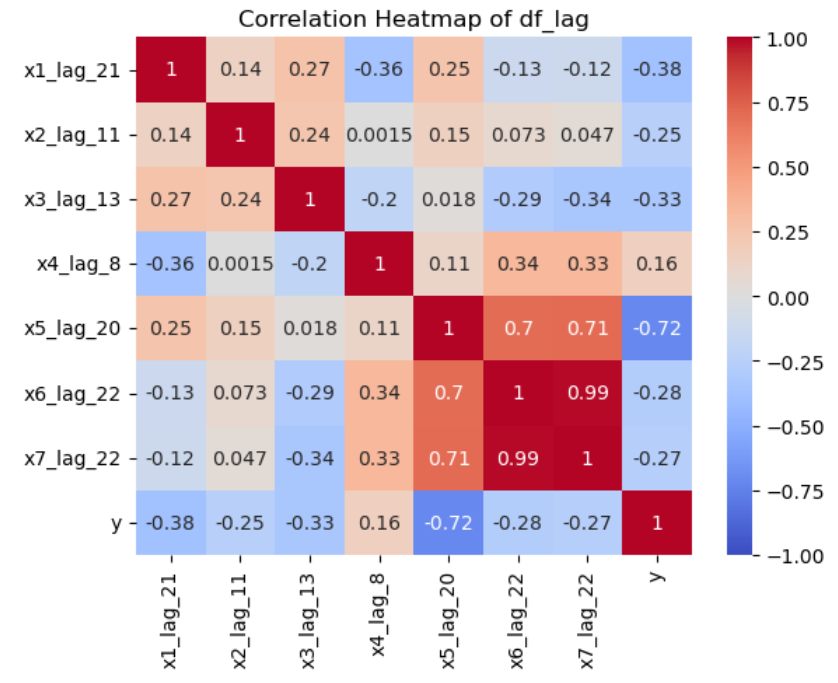 Correlation Heatmap of df_lag
x1_lag_21 1 0.14 0.27 -0.36 0.25 -0.13 -0.12 -0.38
x2_lag_11 0.14 1 0.24 0.0015 0.15 0.073 0.047 -0.25
x3_lag_13 0.27 0.24 1 -0.2 0.018 -0.29 -0.34 -0.33
x4_lag_8 -0.36 0.0015 -0.2 1 0.11 0.34 0.33 0.16
x5_lag_20 0.25 0.15 0.018 0.11 1 0.7 0.71 -0.72
x6_lag_22 -0.13 0.073 -0.29 0.34 0.7 1 0.99 -0.28
x7_lag_22 -0.12 0.047 -0.34 0.33 0.71 0.99 1 -0.27
y -0.38 -0.25 -0.33 0.16 -0.72 -0.28 -0.27 1
x1_lag_21 x2_lag_11 x3_lag_13 x4_lag_8 x5_lag_20 x6_lag_22 x7_lag_22 y
1.00
0.75
0.50
0.25
0.00
−0.25
−0.50
−0.75
−1.00